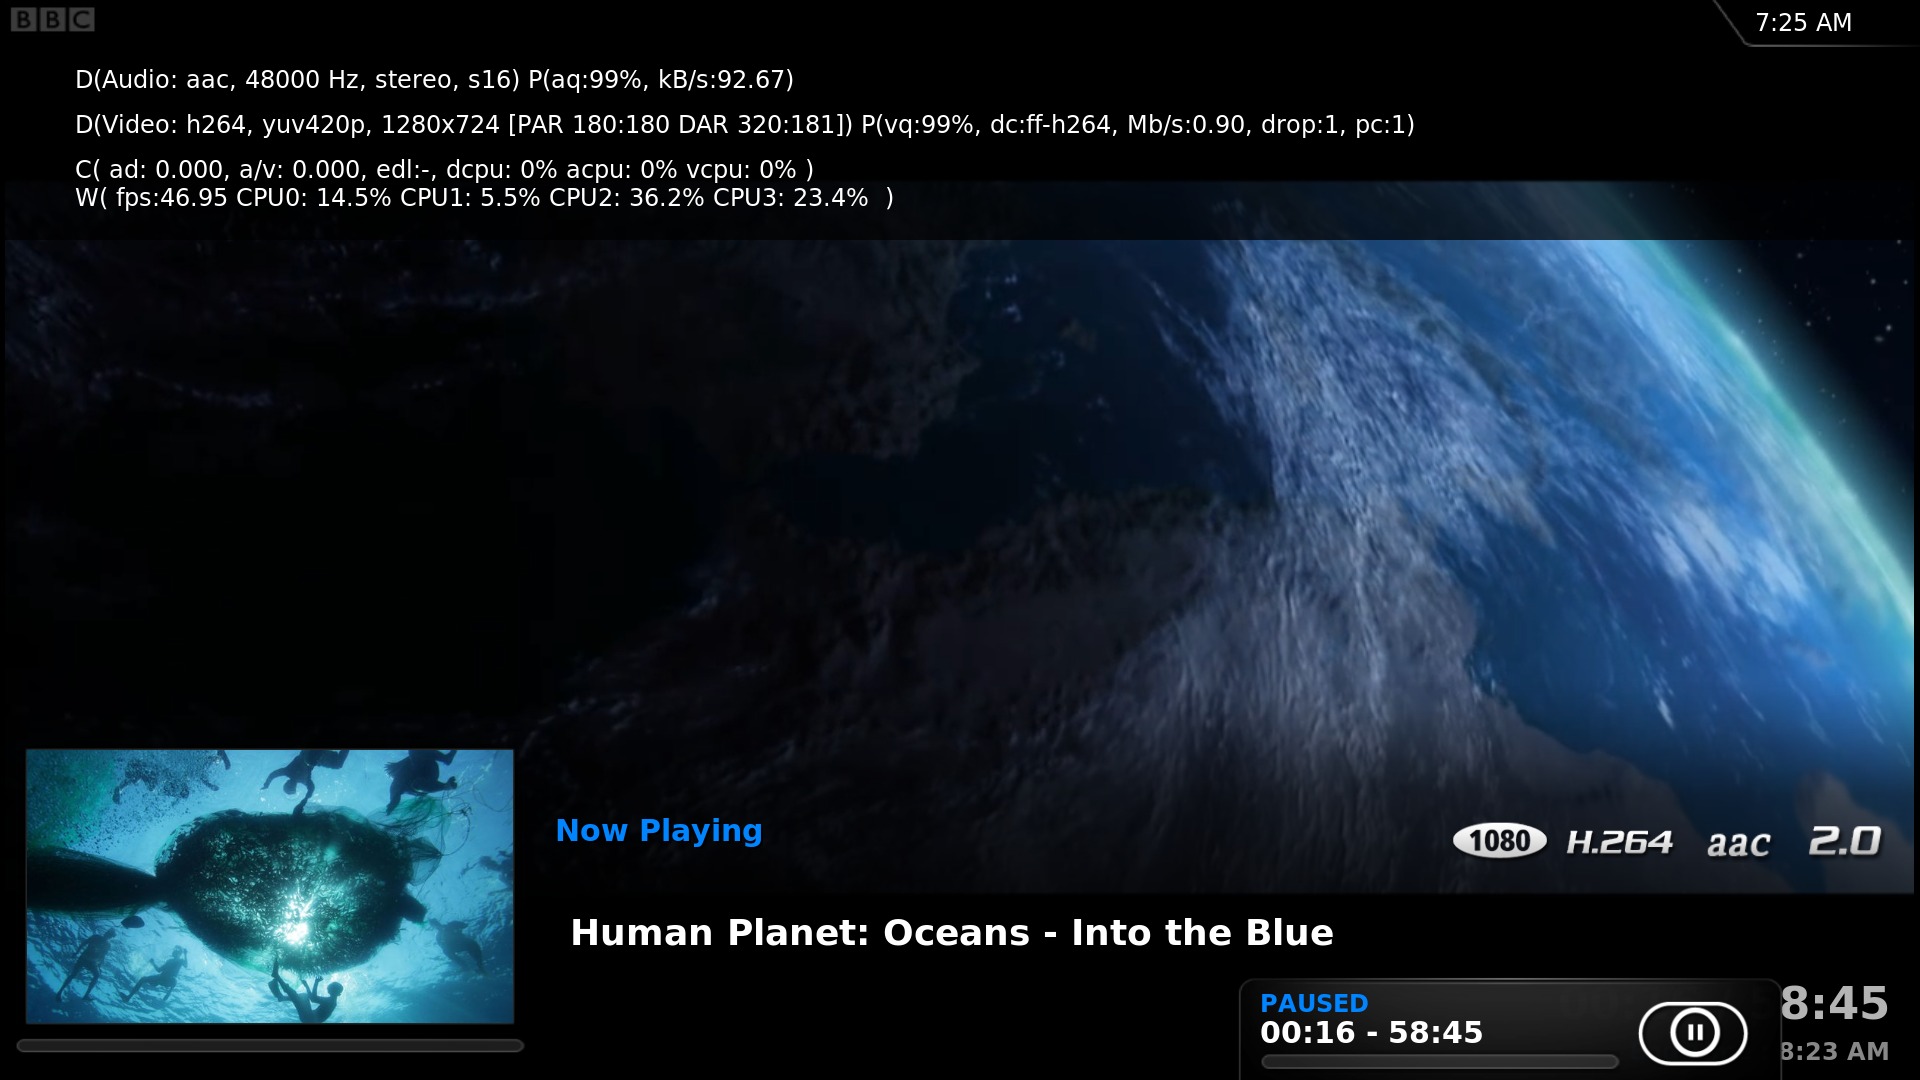 BBC
7:25 AM
D(Audio: aac, 48000 Hz, stereo, s16) P(aq:99%, kB/s:92.67)
D(Video: h264, yuv420p, 1280x724 [PAR 180:180 DAR 320:181]) P(vq:99%, dc:ff-h264, Mb/s:0.90, drop:1, pc:1)
C( ad: 0.000, a/v: 0.000, edl:-, dcpu: 0% acpu: 0% vcpu: 0% )
W( fps:46.95 CPU0: 14.5% CPU1: 5.5% CPU2: 36.2% CPU3: 23.4% )
Now Playing
1080 H.264 aac 2.0
Human Planet: Oceans - Into the Blue
PAUSED
00:16 - 58:45
8:45
8:23 AM